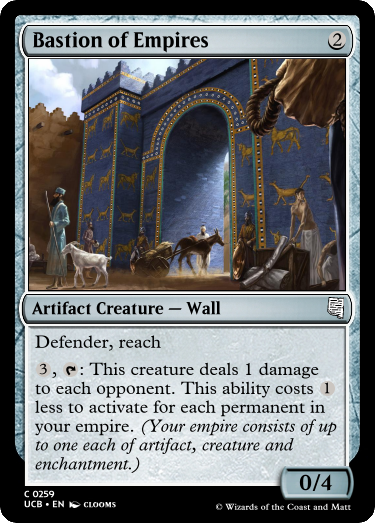 Bastion of Empires 2
Artifact Creature — Wall
Defender, reach
3, : This creature deals 1 damage
to each opponent. This ability costs 1
less to activate for each permanent in
your empire. (Your empire consists of up
to one each of artifact, creature and
enchantment.)
0/4
C 0259
UCB • EN CLOOMS
© Wizards of the Coast and Matt